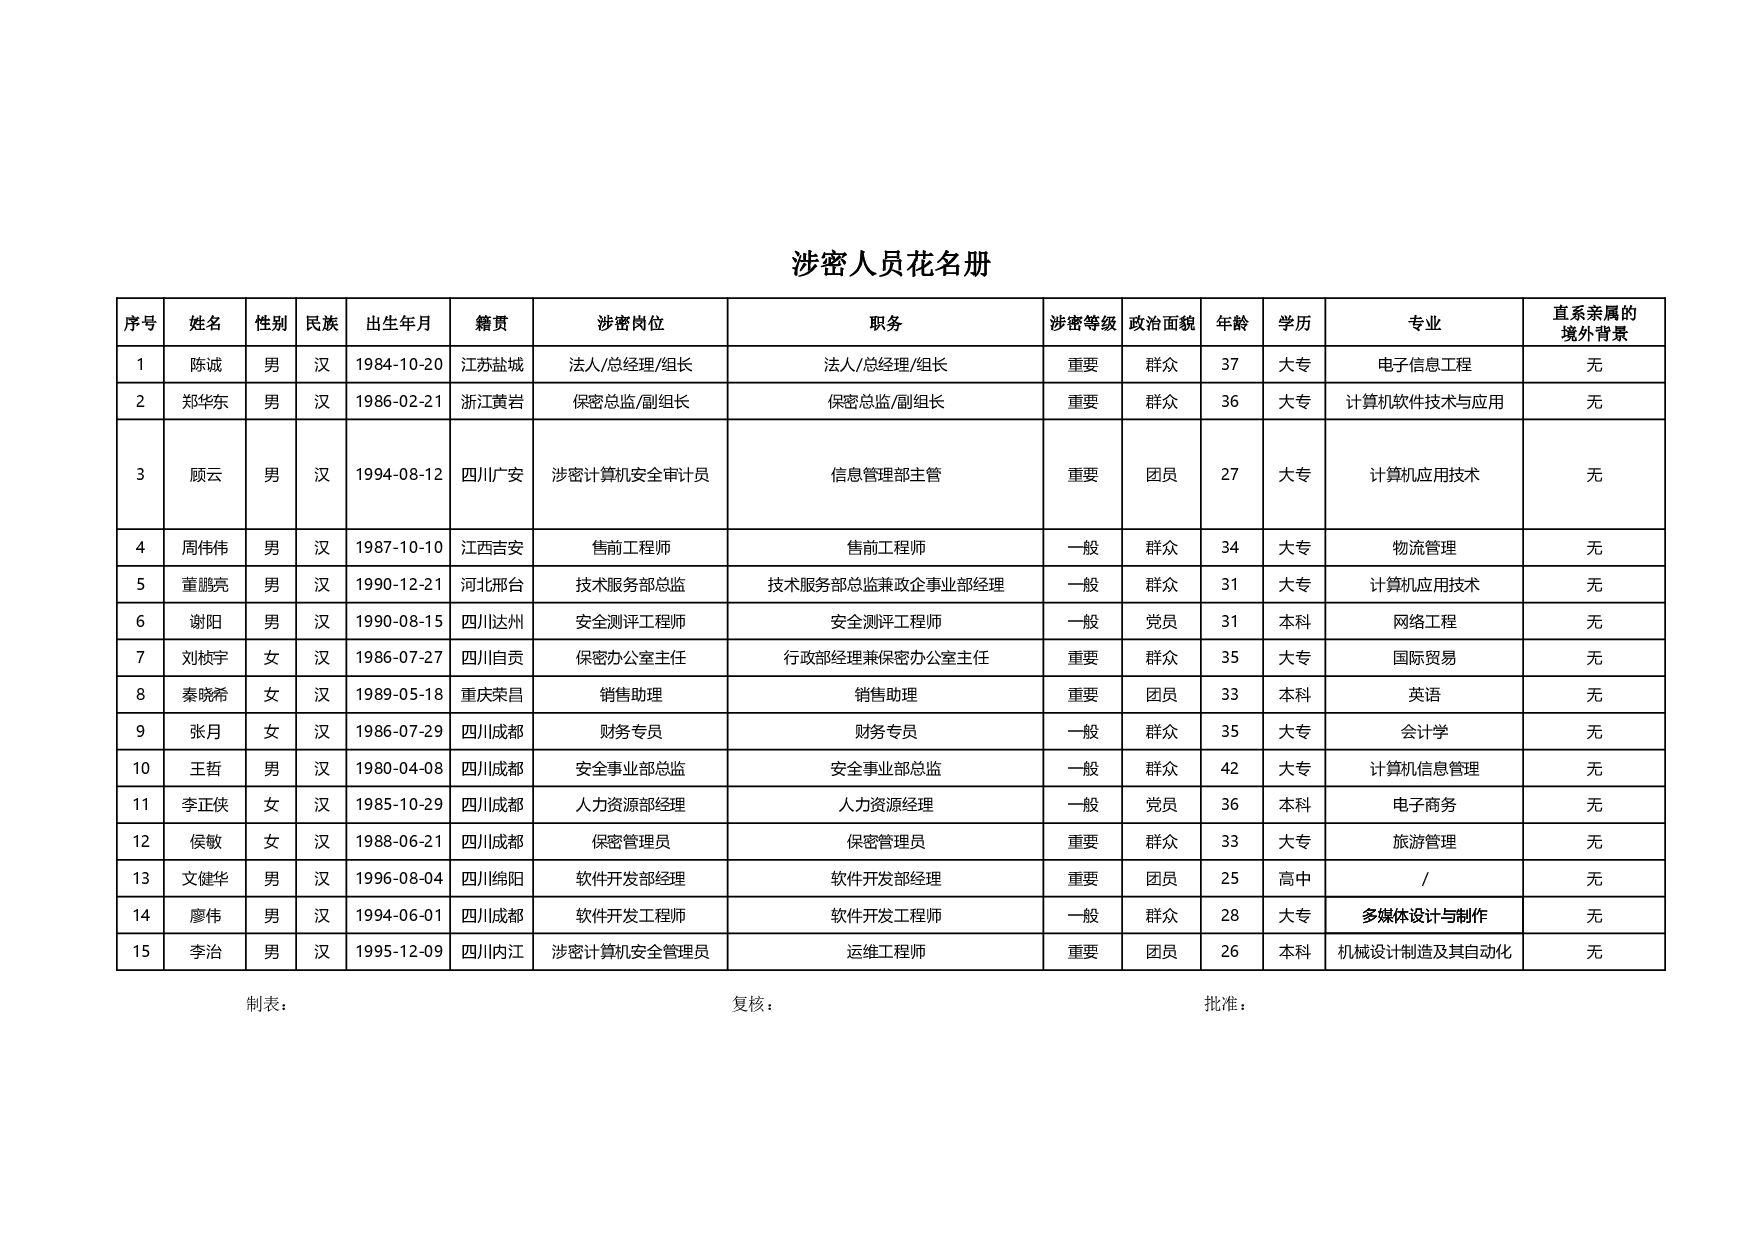 涉密人员花名册
序号 姓名 性别 民族 出生年月 籍贯 涉密岗位 职务 涉密等级 政治面貌 年龄 学历 专业 直系亲属的境外背景
1 陈诚 男 汉 1984-10-20 江苏盐城 法人/总经理/组长 法人/总经理/组长 重要 群众 37 大专 电子信息工程 无
2 郑华东 男 汉 1986-02-21 浙江黄岩 保密总监/副组长 保密总监/副组长 重要 群众 36 大专 计算机软件技术与应用 无
3 顾云 男 汉 1994-08-12 四川广安 涉密计算机安全审计员 信息管理部主管 重要 团员 27 大专 计算机应用技术 无
4 周伟伟 男 汉 1987-10-10 江西吉安 售前工程师 售前工程师 一般 群众 34 大专 物流管理 无
5 董鹏亮 男 汉 1990-12-21 河北邢台 技术服务部总监 技术服务部总监兼政企事业部经理 一般 群众 31 大专 计算机应用技术 无
6 谢阳 男 汉 1990-08-15 四川达州 安全测评工程师 安全测评工程师 一般 党员 31 本科 网络工程 无
7 刘桢宇 女 汉 1986-07-27 四川自贡 保密办公室主任 行政部经理兼保密办公室主任 重要 群众 35 大专 国际贸易 无
8 秦晓希 女 汉 1989-05-18 重庆荣昌 销售助理 销售助理 重要 团员 33 本科 英语 无
9 张月 女 汉 1986-07-29 四川成都 财务专员 财务专员 一般 群众 35 大专 会计学 无
10 王哲 男 汉 1980-04-08 四川成都 安全事业部总监 安全事业部总监 一般 群众 42 大专 计算机信息管理 无
11 李正侠 女 汉 1985-10-29 四川成都 人力资源部经理 人力资源经理 一般 党员 36 本科 电子商务 无
12 侯敏 女 汉 1988-06-21 四川成都 保密管理员 保密管理员 重要 群众 33 大专 旅游管理 无
13 文健华 男 汉 1996-08-04 四川绵阳 软件开发部经理 软件开发部经理 重要 团员 25 高中 / 无
14 廖伟 男 汉 1994-06-01 四川成都 软件开发工程师 软件开发工程师 一般 群众 28 大专 多媒体设计与制作 无
15 李治 男 汉 1995-12-09 四川内江 涉密计算机安全管理员 运维工程师 重要 团员 26 本科 机械设计制造及其自动化 无
制表： 复核： 批准：